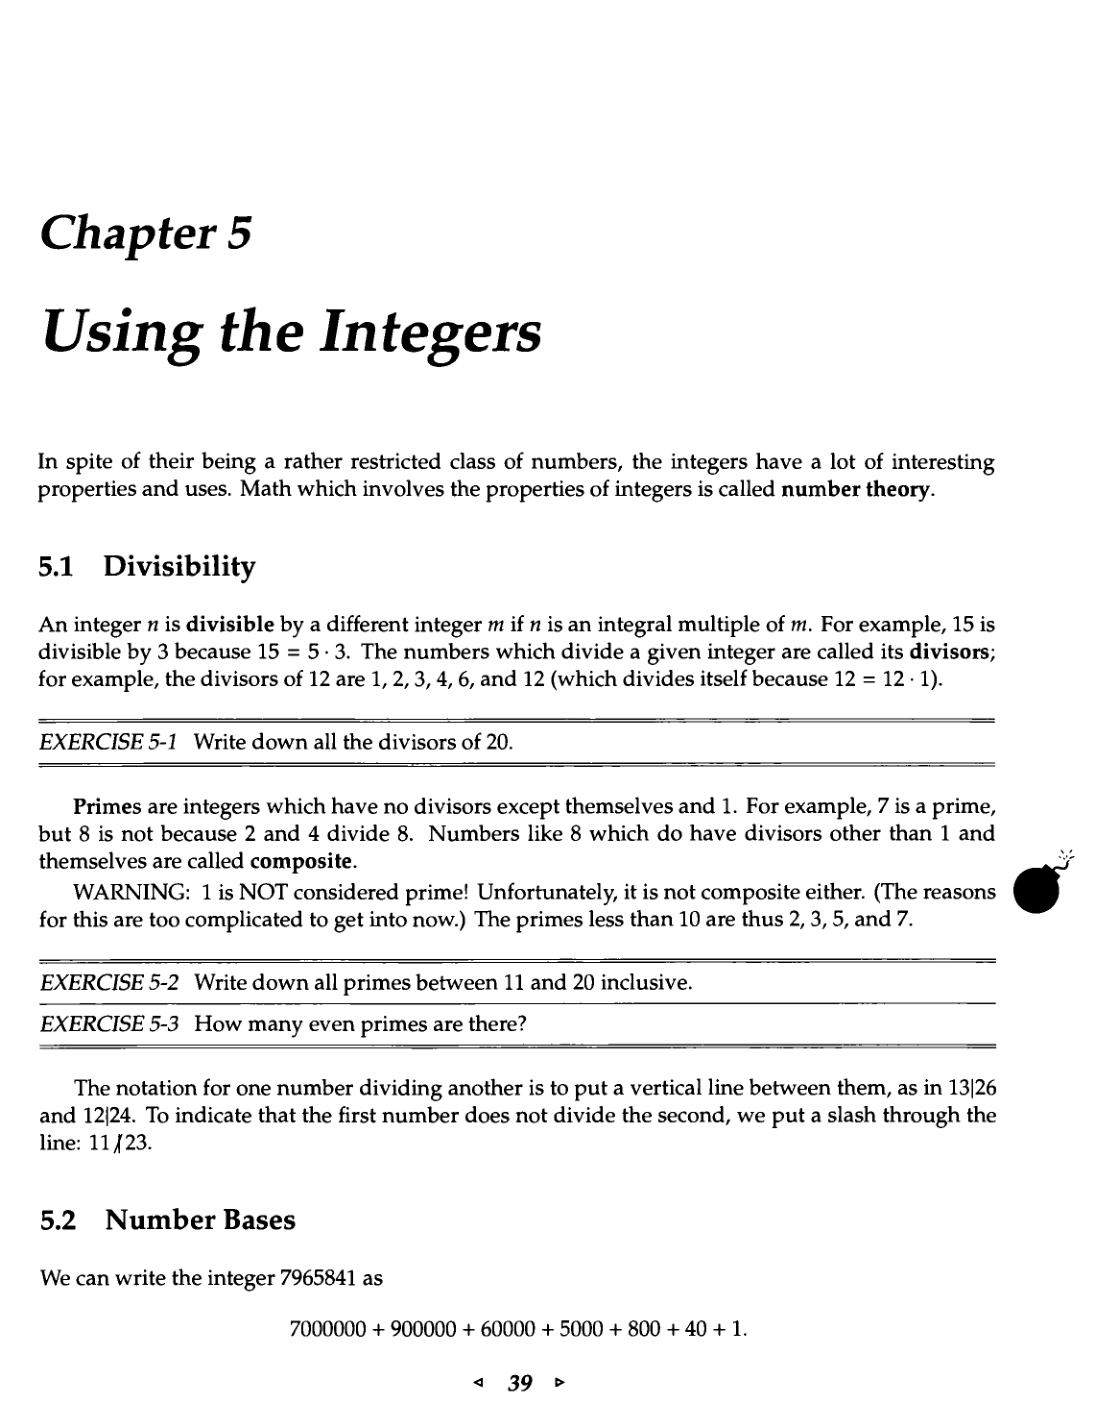 Chapter 5
Using the Integers
In spite of their being a rather restricted class of numbers, the integers have a lot of interesting
properties and uses. Math which involves the properties of integers is called number theory.
5.1 Divisibility
An integer n is divisible by a different integer m if n is an integral multiple of m. For example, 15 is
divisible by 3 because 15 = 5 · 3. The numbers which divide a given integer are called its divisors;
for example, the divisors of 12 are 1, 2, 3, 4, 6, and 12 (which divides itself because 12 = 12 · 1).
EXERCISE 5-1 Write down all the divisors of 20.
Primes are integers which have no divisors except themselves and 1. For example, 7 is a prime,
but 8 is not because 2 and 4 divide 8. Numbers like 8 which do have divisors other than 1 and
themselves are called composite.
WARNING: 1 is NOT considered prime! Unfortunately, it is not composite either. (The reasons
for this are too complicated to get into now.) The primes less than 10 are thus 2, 3, 5, and 7.
EXERCISE 5-2 Write down all primes between 11 and 20 inclusive.
EXERCISE 5-3 How many even primes are there?
The notation for one number dividing another is to put a vertical line between them, as in 13|26
and 12|24. To indicate that the first number does not divide the second, we put a slash through the
line: 11∤23.
5.2 Number Bases
We can write the integer 7965841 as
7000000 + 900000 + 60000 + 5000 + 800 + 40 + 1.
◃ 39 ▹